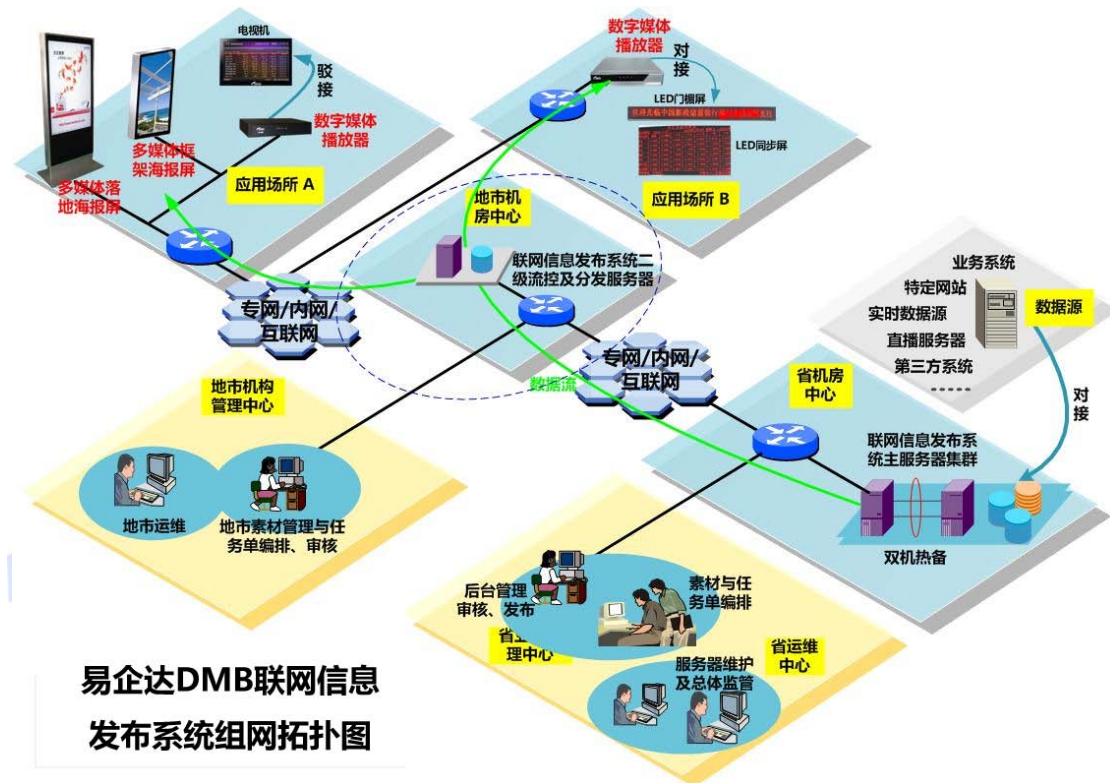 电视机
驳接
数字媒体
播放器
多媒体框
架海报屏
多媒体落
地海报屏
应用场所 A
数字媒体
播放器
对接
LED门楣屏
LED同步屏
应用场所 B
地市机
房中心
联网信息发布系统二
级流控及分发服务器
专网/内网/
互联网
专网/内网/
互联网
数据流
业务系统
特定网站
实时数据源
直播服务器
第三方系统
数据源
对接
省机房
中心
联网信息发布系
统主服务器集群
双机热备
地市机构
管理中心
地市运维
地市素材管理与任
务单编排、审核
后台管理
审核、发布
素材与任
务单编排
理中心
省运维
中心
服务器维护
及总体监管
易企达DMB联网信息
发布系统组网拓扑图